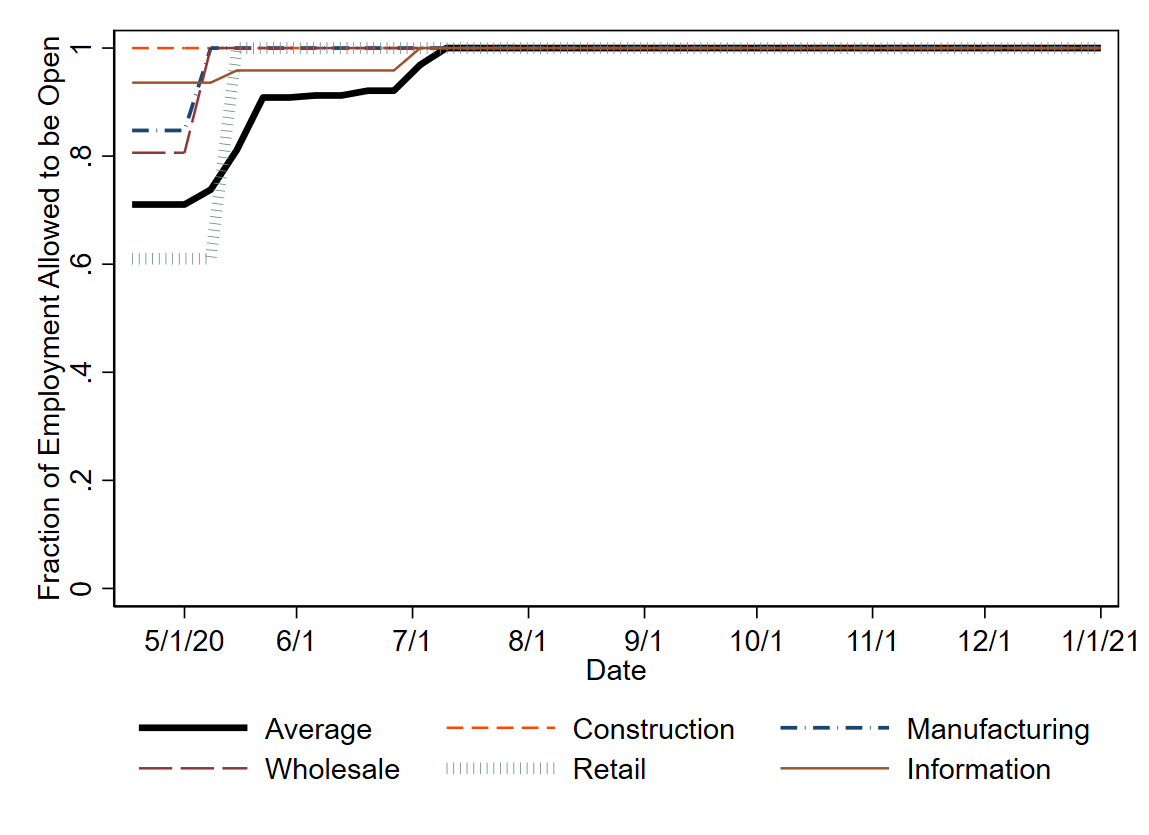 Fraction of Employment Allowed to be Open
1
.8
.6
.4
.2
0
5/1/20 6/1 7/1 8/1 9/1 10/1 11/1 12/1 1/1/21
Date
Average Construction Manufacturing
Wholesale Retail Information